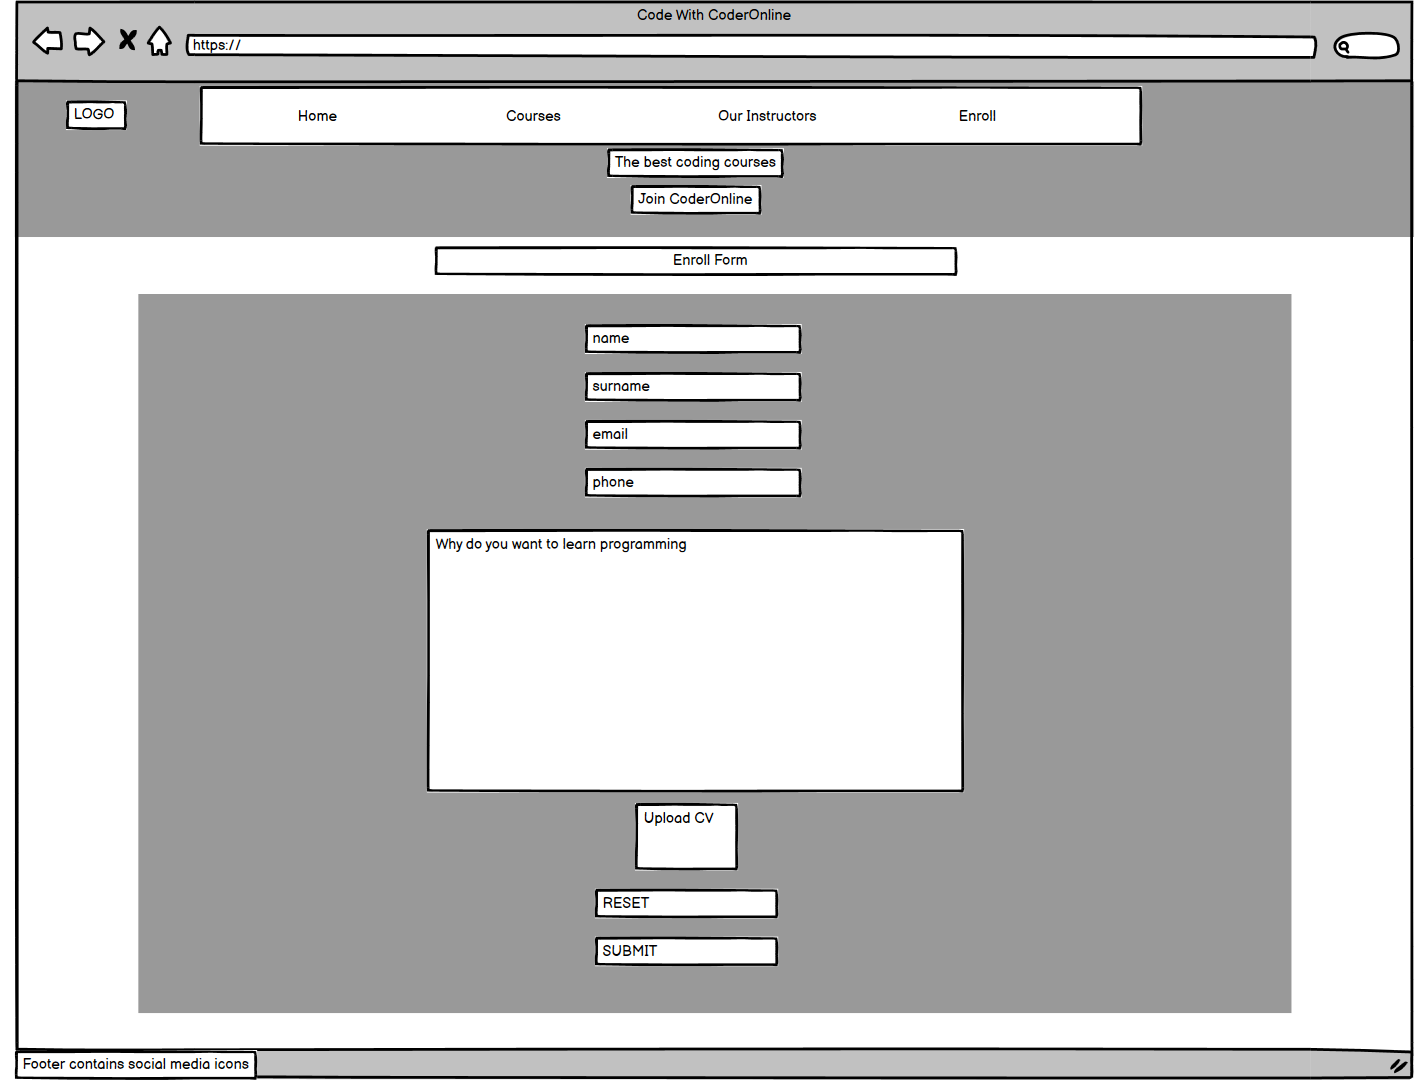 Code With CoderOnline
https://
LOGO
Home Courses Our Instructors Enroll
The best coding courses
Join CoderOnline
Enroll Form
name
surname
email
phone
Why do you want to learn programming
Upload CV
RESET
SUBMIT
Footer contains social media icons